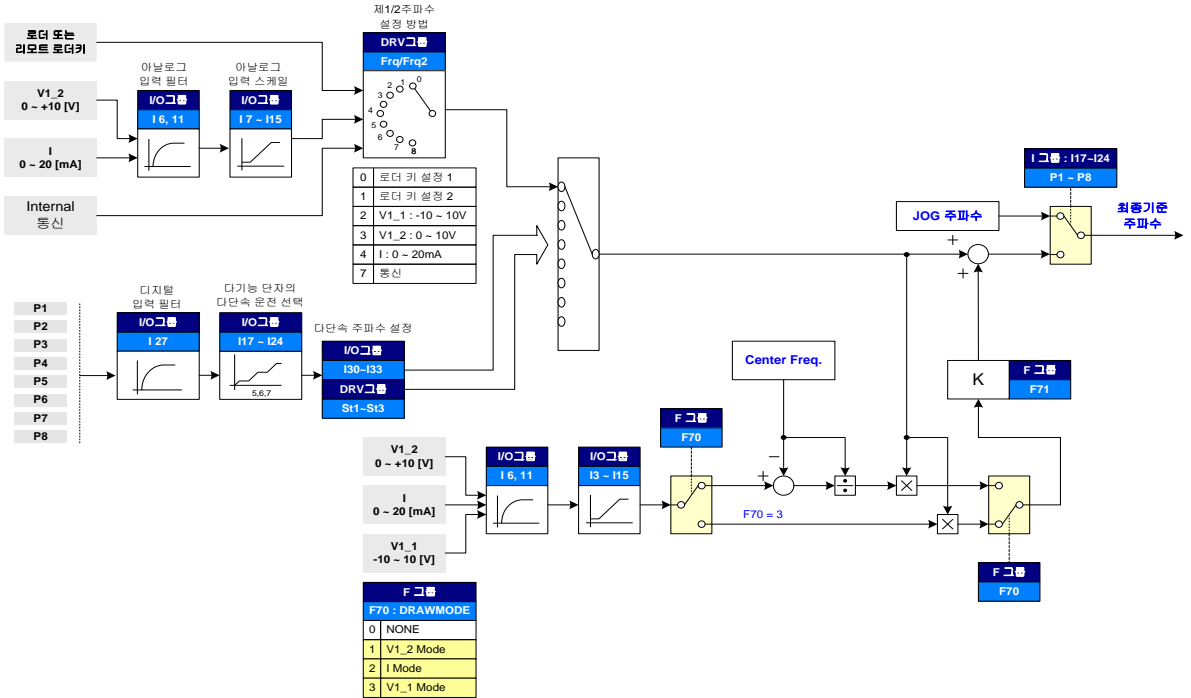 제1/2주파수
설정 방법
로더 또는
리모트 로더키
DRV그룹
Frq/Frq2
아날로그
입력 필터
아날로그
입력 스케일
V1_2
0 ~ +10 [V]
I/O그룹
I 6, 11
I/O그룹
I 7 ~ I15
0
1
2
3
4
5
6
7
8
I
0 ~ 20 [mA]
Internal
통신
0 로더 키 설정 1
1 로더 키 설정 2
2 V1_1 : -10 ~ 10V
3 V1_2 : 0 ~ 10V
4 I : 0 ~ 20mA
7 통신
I 그룹 : I17~I24
P1 ~ P8
JOG 주파수
최종기준
주파수
+
+
P1
P2
P3
P4
P5
P6
P7
P8
디지털
입력 필터
I/O그룹
I 27
다기능 단자의
다단속 운전 선택
I/O그룹
I17 ~ I24
5,6,7
다단속 주파수 설정
I/O그룹
I30~I33
DRV그룹
St1~St3
Center Freq.
K
F 그룹
F71
F 그룹
F70
V1_2
0 ~ +10 [V]
I
0 ~ 20 [mA]
V1_1
-10 ~ 10 [V]
I/O그룹
I 6, 11
I/O그룹
I3 ~ I15
−
+
÷
×
F70 = 3
×
F 그룹
F70
F 그룹
F70 : DRAWMODE
0 NONE
1 V1_2 Mode
2 I Mode
3 V1_1 Mode